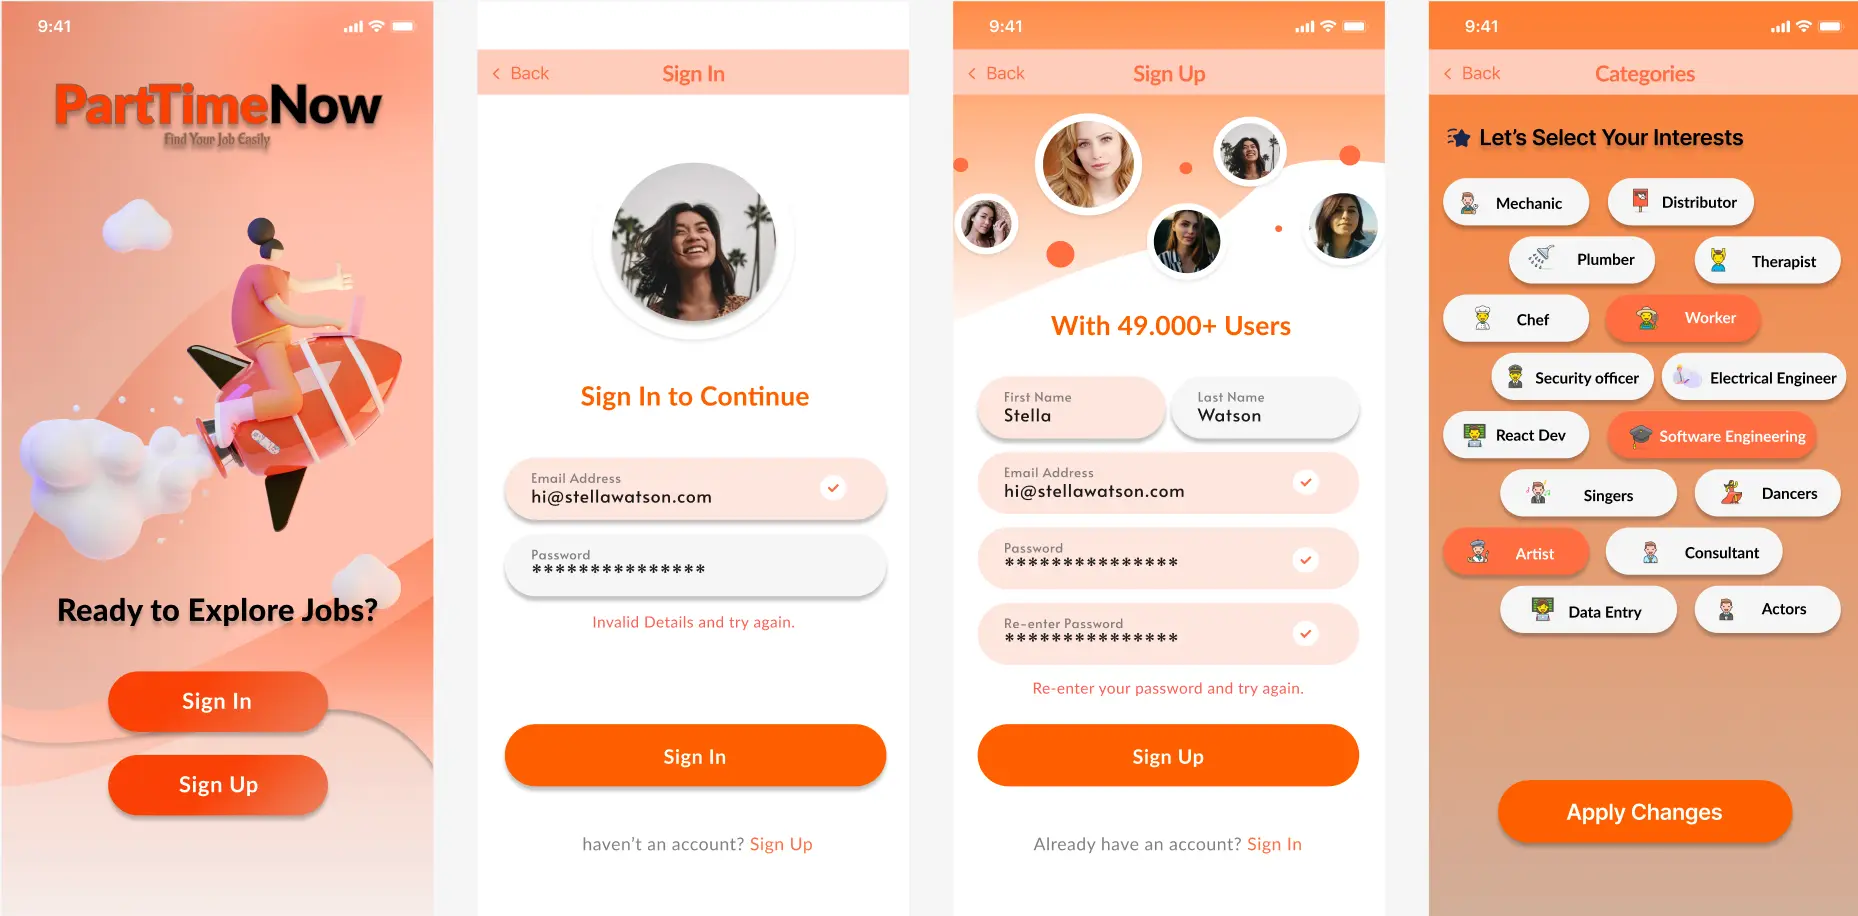 9:41
PartTimeNow
Find Your Job Easily
Ready to Explore Jobs?
Sign In
Sign Up
Back
Sign In
Sign In to Continue
Email Address
hi@stellawatson.com
Password
***************
Invalid Details and try again.
Sign In
haven't an account? Sign Up
9:41
Back
Sign Up
With 49.000+ Users
First Name
Stella
Last Name
Watson
Email Address
hi@stellawatson.com
Password
***************
Re-enter Password
***************
Re-enter your password and try again.
Sign Up
Already have an account? Sign In
9:41
Back
Categories
Let's Select Your Interests
Mechanic
Distributor
Plumber
Therapist
Chef
Worker
Security officer
Electrical Engineer
React Dev
Software Engineering
Singers
Dancers
Artist
Consultant
Data Entry
Actors
Apply Changes